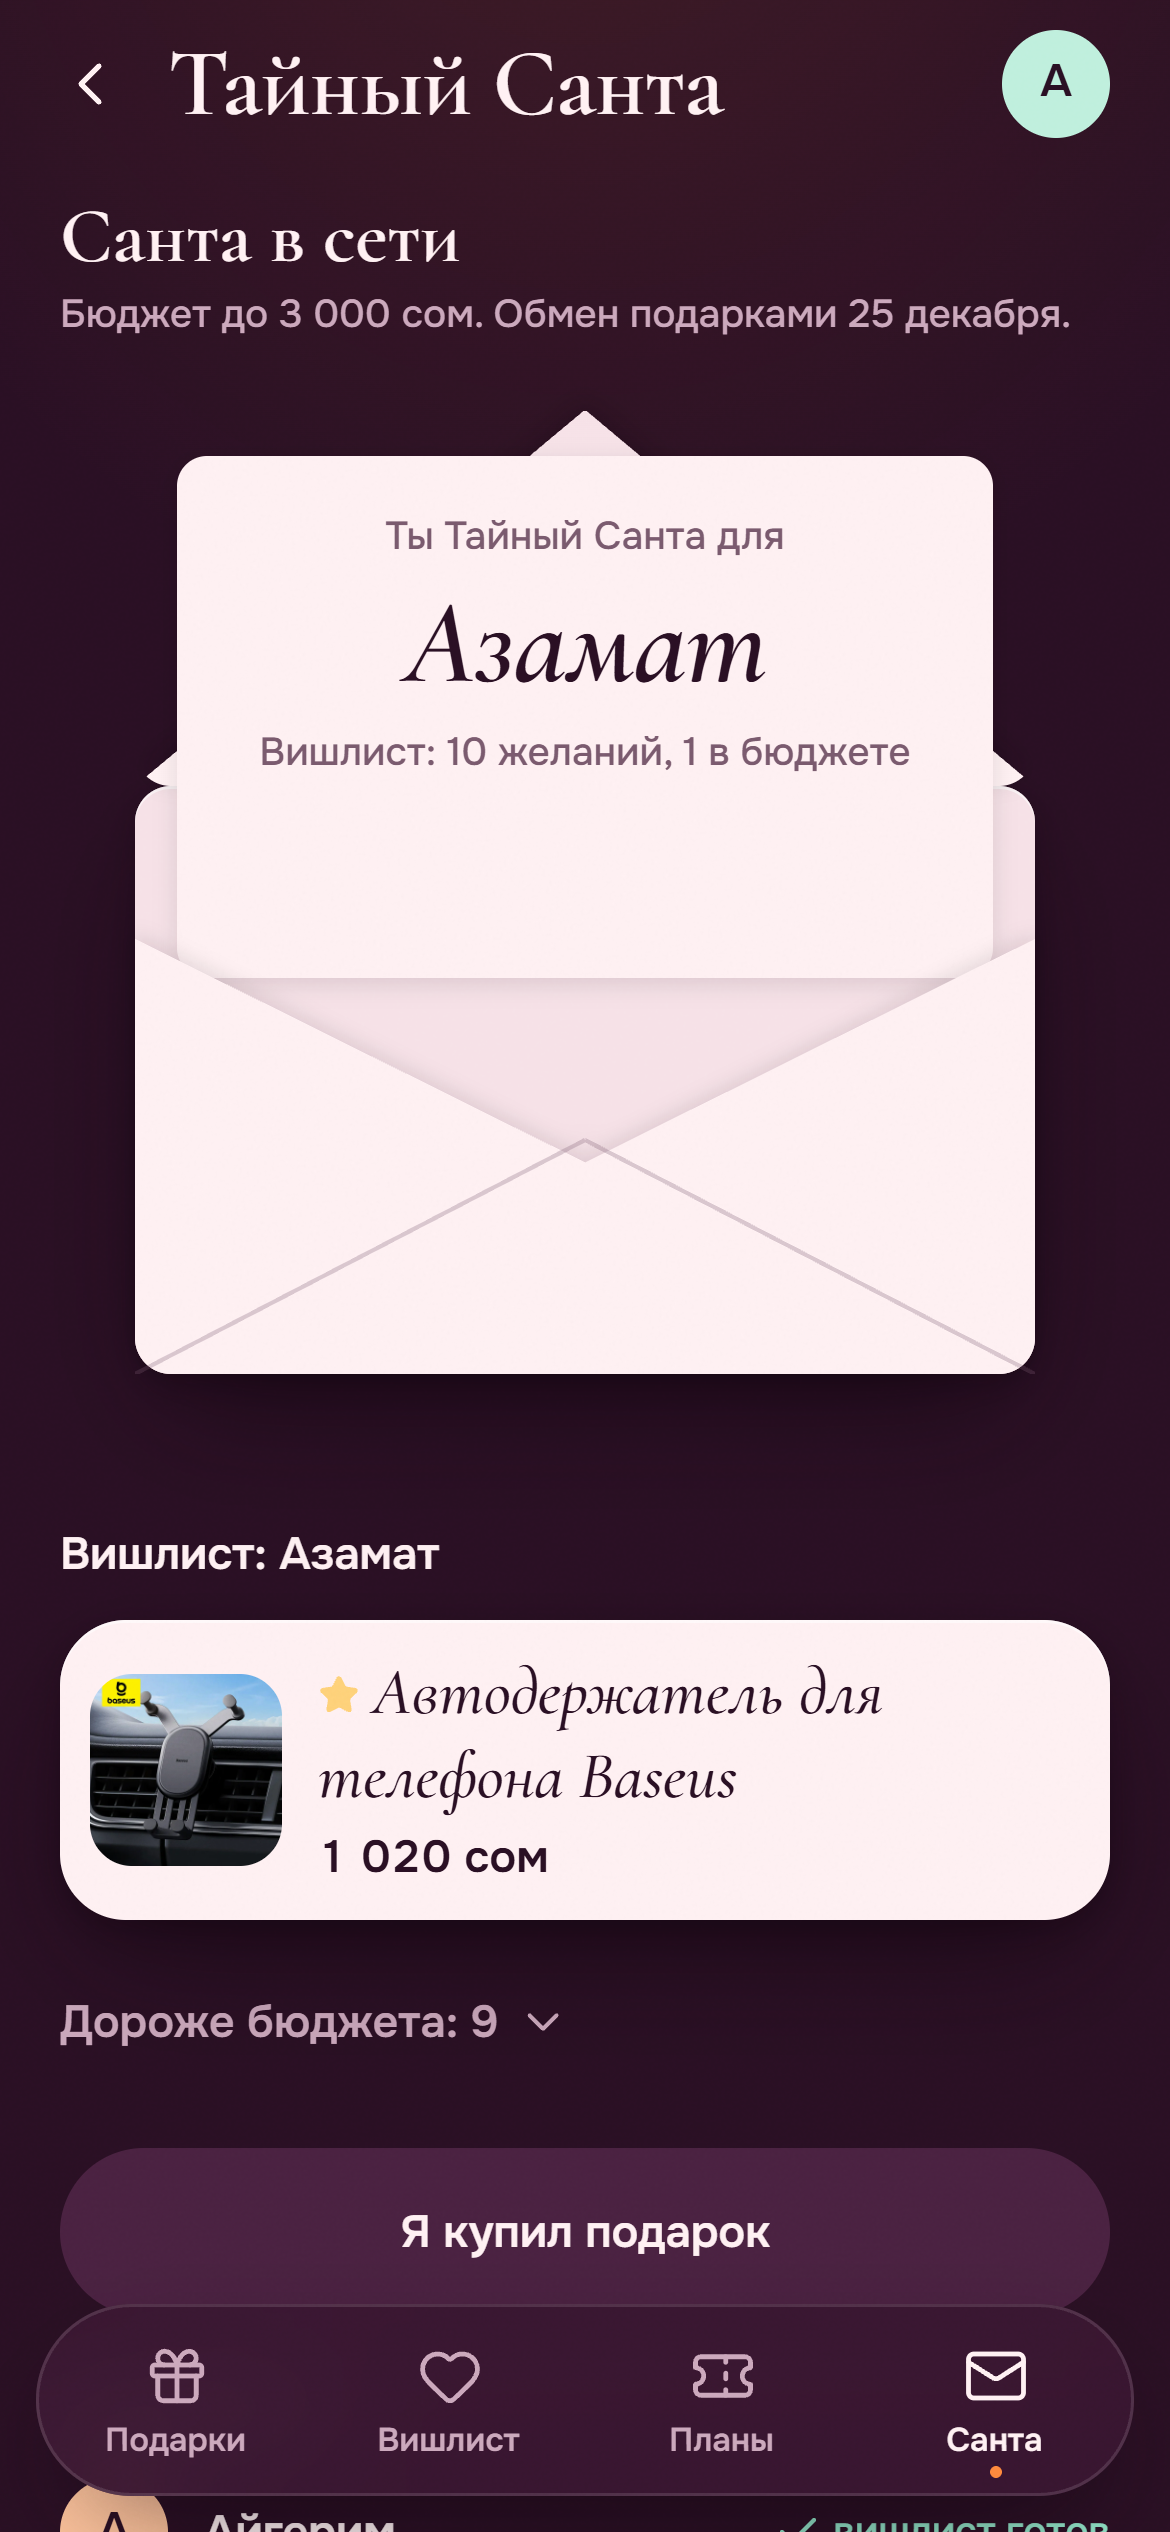 Тайный Санта
A
Санта в сети
Бюджет до 3 000 сом. Обмен подарками 25 декабря.
Ты Тайный Санта для
Азамат
Вишлист: 10 желаний, 1 в бюджете
Вишлист: Азамат
baseus
Автодержатель для
телефона Baseus
1 020 сом
Дороже бюджета: 9
Я купил подарок
Подарки
Вишлист
Планы
Санта
А
Айгерим
вишлист готов